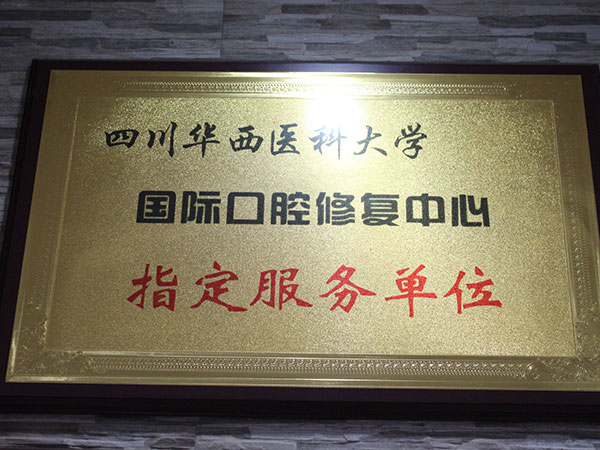 四川华西医科大学
国际口腔修复中心
指定服务单位